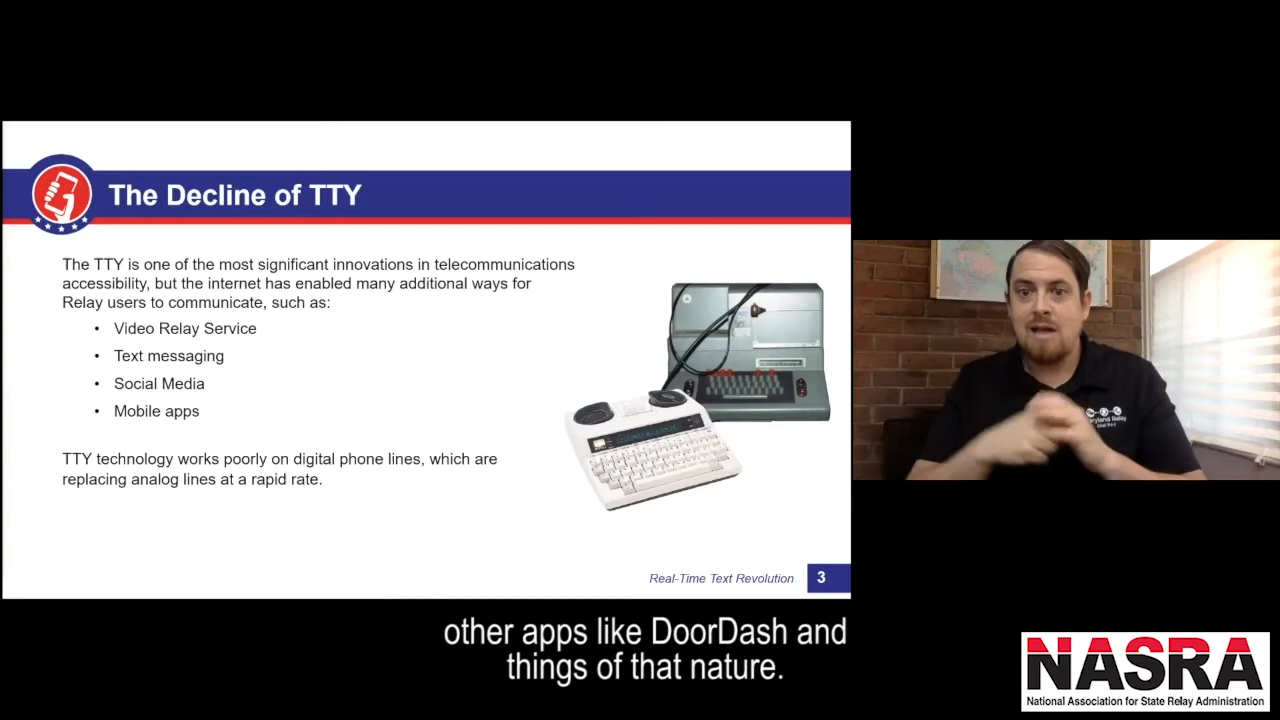 The Decline of TTY
The TTY is one of the most significant innovations in telecommunications
accessibility, but the internet has enabled many additional ways for
Relay users to communicate, such as:
• Video Relay Service
• Text messaging
• Social Media
• Mobile apps
TTY technology works poorly on digital phone lines, which are
replacing analog lines at a rapid rate.
Real-Time Text Revolution
3
other apps like DoorDash and
things of that nature.
NASRA
National Association for State Relay Administration